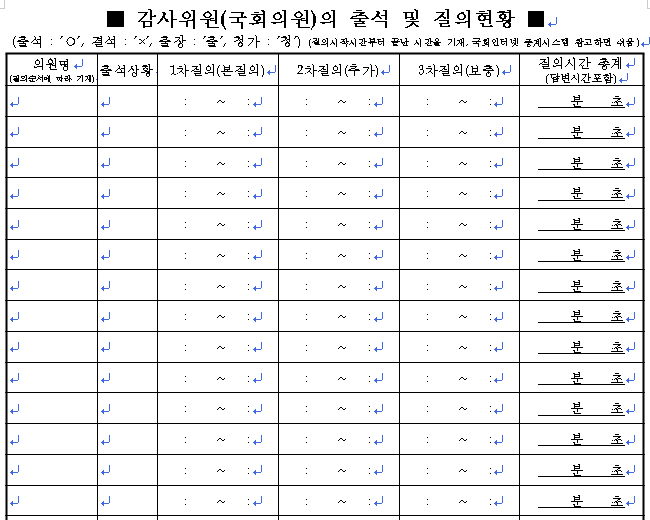 ■ 감사위원(국회의원)의 출석 및 질의현황 ■
(출석 : ‘O’, 결석 : ‘×’, 출장 : ‘출’, 청가 : ‘청’) (질의시작시간부터 끝난 시간을 기재, 국회인터넷 중계시스템 참고하면 쉬움)
의원명 출석상황 1차질의(본질의) 2차질의(추가) 3차질의(보충) 질의시간 총계
(질의순서에 따라 기재) (답변시간포함)
: ~ : : ~ : : ~ : 분 초
: ~ : : ~ : : ~ : 분 초
: ~ : : ~ : : ~ : 분 초
: ~ : : ~ : : ~ : 분 초
: ~ : : ~ : : ~ : 분 초
: ~ : : ~ : : ~ : 분 초
: ~ : : ~ : : ~ : 분 초
: ~ : : ~ : : ~ : 분 초
: ~ : : ~ : : ~ : 분 초
: ~ : : ~ : : ~ : 분 초
: ~ : : ~ : : ~ : 분 초
: ~ : : ~ : : ~ : 분 초
: ~ : : ~ : : ~ : 분 초
: ~ : : ~ : : ~ : 분 초